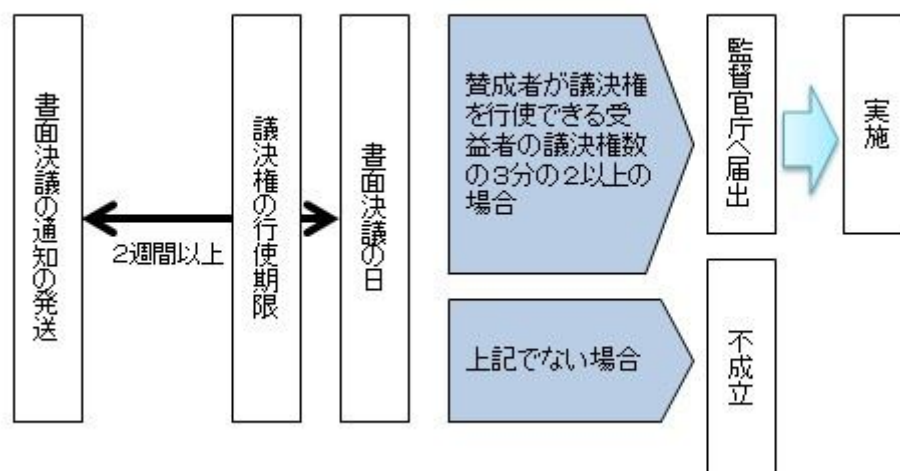 書面決議の通知の発送
2週間以上
議決権の行使期限
書面決議の日
賛成者が議決権
を行使できる受
益者の議決権数
の3分の2以上の
場合
監督官庁へ届出
実施
上記でない場合
不成立